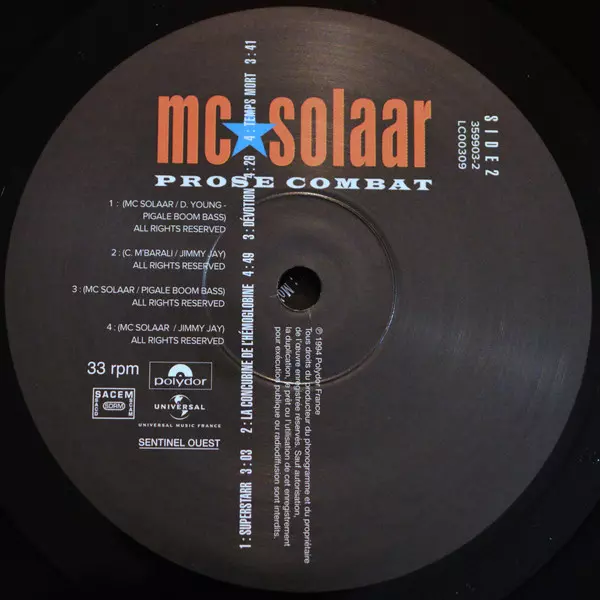 mc★solaar
PROSE COMBAT
SIDE 2
359903-2
LC00309
1 : (MC SOLAAR / D. YOUNG -
PIGALE BOOM BASS)
ALL RIGHTS RESERVED
2 : (C. M'BARALI / JIMMY JAY)
ALL RIGHTS RESERVED
3 : (MC SOLAAR / PIGALE BOOM BASS)
ALL RIGHTS RESERVED
4 : (MC SOLAAR / JIMMY JAY)
ALL RIGHTS RESERVED
33 rpm
polydor
SACEM
SDRM
UNIVERSAL
UNIVERSAL MUSIC FRANCE
SENTINEL OUEST
1 : SUPERSTARR 3 : 03 2 : LA CONCUBINE DE L'HÉMOGLOBINE 4 : 49 3 : DÉVOTION 4 : 26 4 : TEMPS MORT 3 : 41
℗ 1994 Polydor France
Tous droits du producteur du phonogramme et du propriétaire
de l'œuvre enregistrée réservés. Sauf autorisation,
la duplication, le prêt ou l'utilisation de cet enregistrement
pour exécution publique ou radiodiffusion sont interdits.